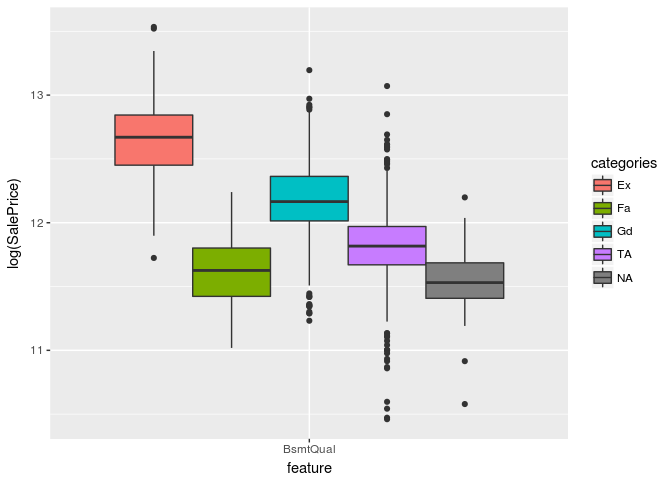 log(SalePrice)
13
12
11
BsmtQual
feature
categories
Ex
Fa
Gd
TA
NA